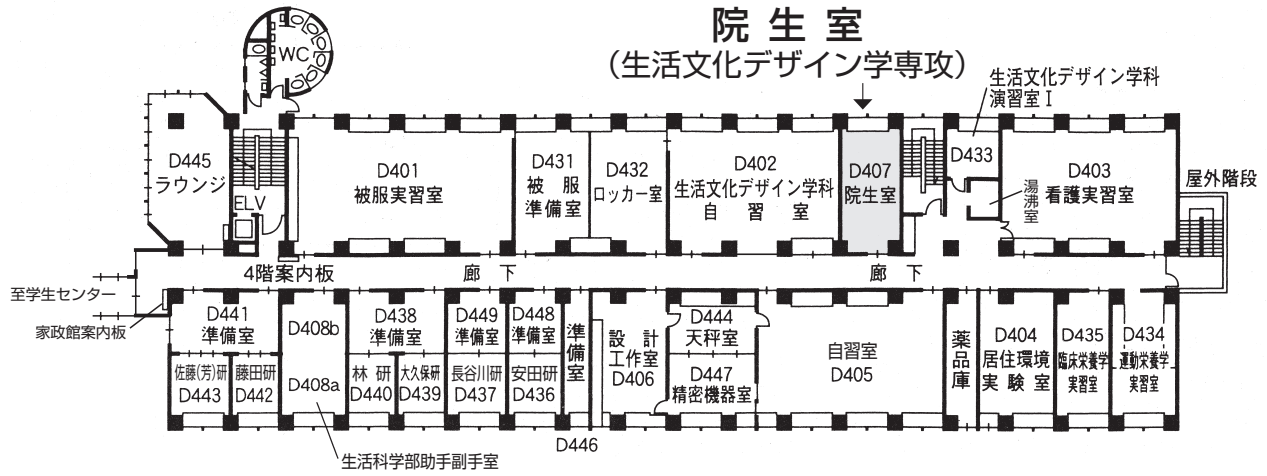 院生室
(生活文化デザイン学専攻)
WC
生活文化デザイン学科
演習室Ⅰ
D445
ラウンジ
ELV
D401
被服実習室
D431
被服
準備室
D432
ロッカー室
D402
生活文化デザイン学科
自習室
D407
院生室
D433
湯沸室
D403
看護実習室
屋外階段
4階案内板
廊下
廊下
至学生センター
家政館案内板
D441
準備室
佐藤(芳)研
D443
藤田研
D442
D408b
D408a
D438
準備室
林研
D440
大久保研
D439
D449
準備室
長谷川研
D437
D448
準備室
安田研
D436
準備室
D446
設計
工作室
D406
D444
天秤室
D447
精密機器室
自習室
D405
薬品庫
D404
居住環境
実験室
D435
臨床栄養学
実習室
D434
運動栄養学
実習室
生活科学部助手副手室